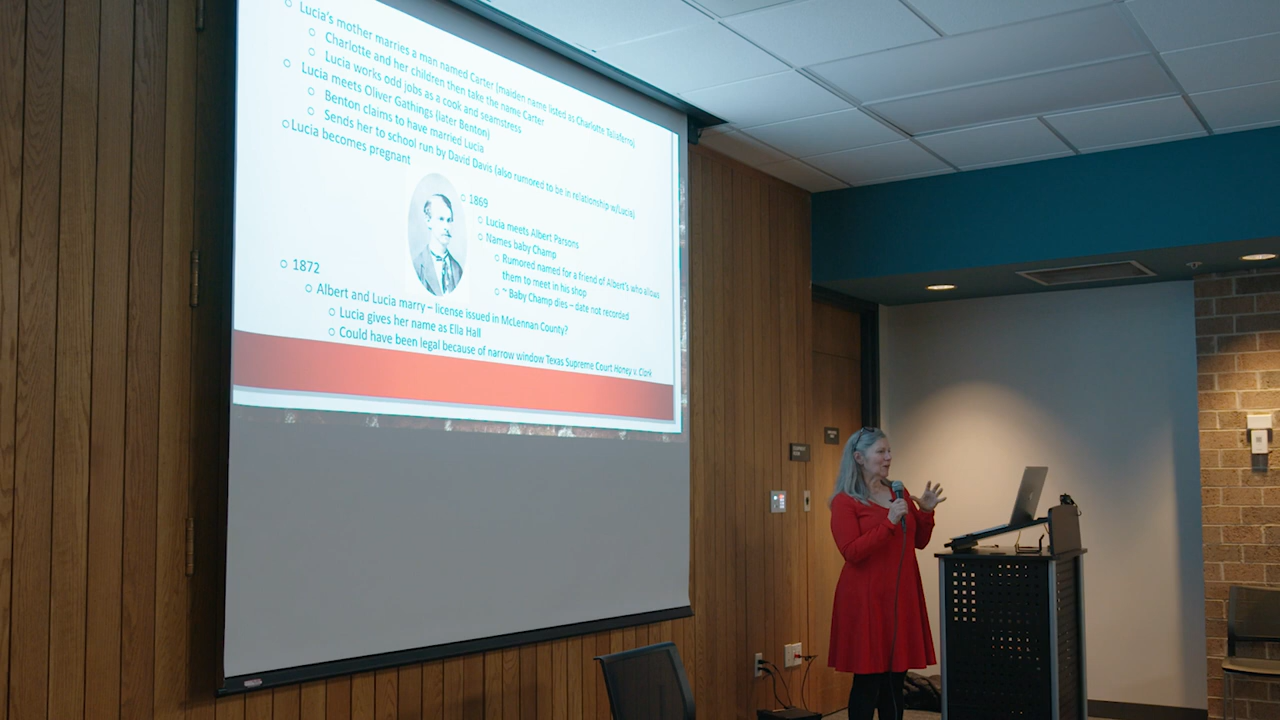 Lucia's mother marries a man named Carter (maiden name listed as Charlotte Taliaferro)
Charlotte and her children then take the name Carter
Lucia works odd jobs as a cook and seamstress
Lucia meets Oliver Gathings (later Benton)
Benton claims to have married Lucia
Sends her to school run by David Davis (also rumored to be in relationship w/Lucia)
Lucia becomes pregnant
1869
Lucia meets Albert Parsons
Names baby Champ
Rumored named for a friend of Albert's who allows
them to meet in his shop
~ Baby Champ dies – date not recorded
1872
Albert and Lucia marry – license issued in McLennan County?
Lucia gives her name as Ella Hall
Could have been legal because of narrow window Texas Supreme Court Honey v. Clark